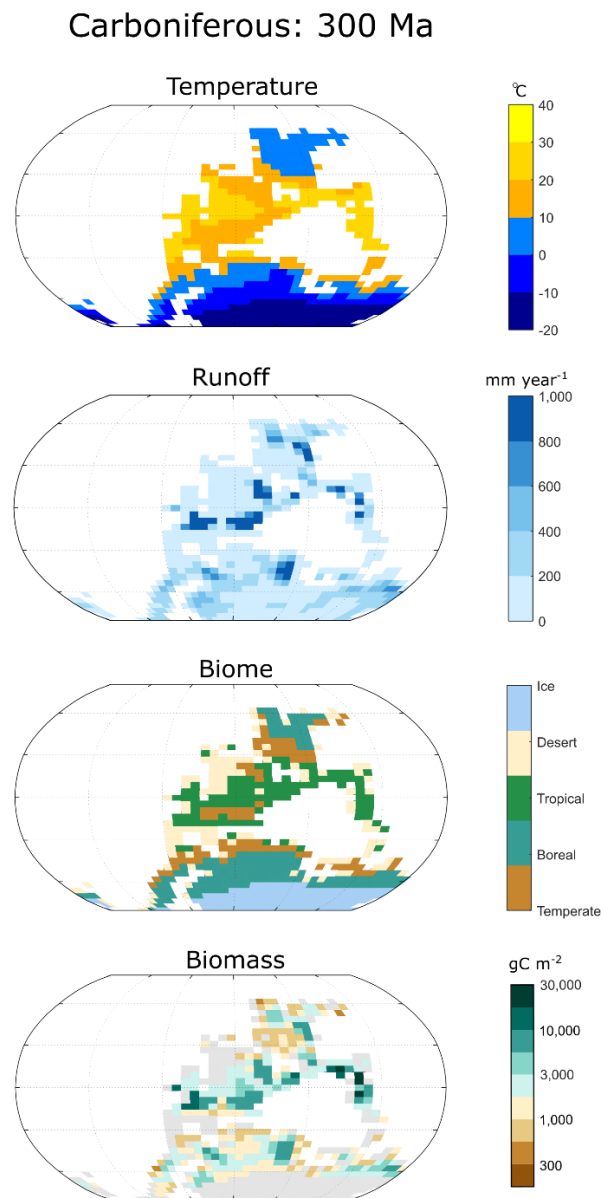 Carboniferous: 300 Ma
Temperature
°C
40
30
20
10
0
-10
-20
Runoff
mm year⁻¹
1,000
800
600
400
200
0
Biome
Ice
Desert
Tropical
Boreal
Temperate
Biomass
gC m⁻²
30,000
10,000
3,000
1,000
300